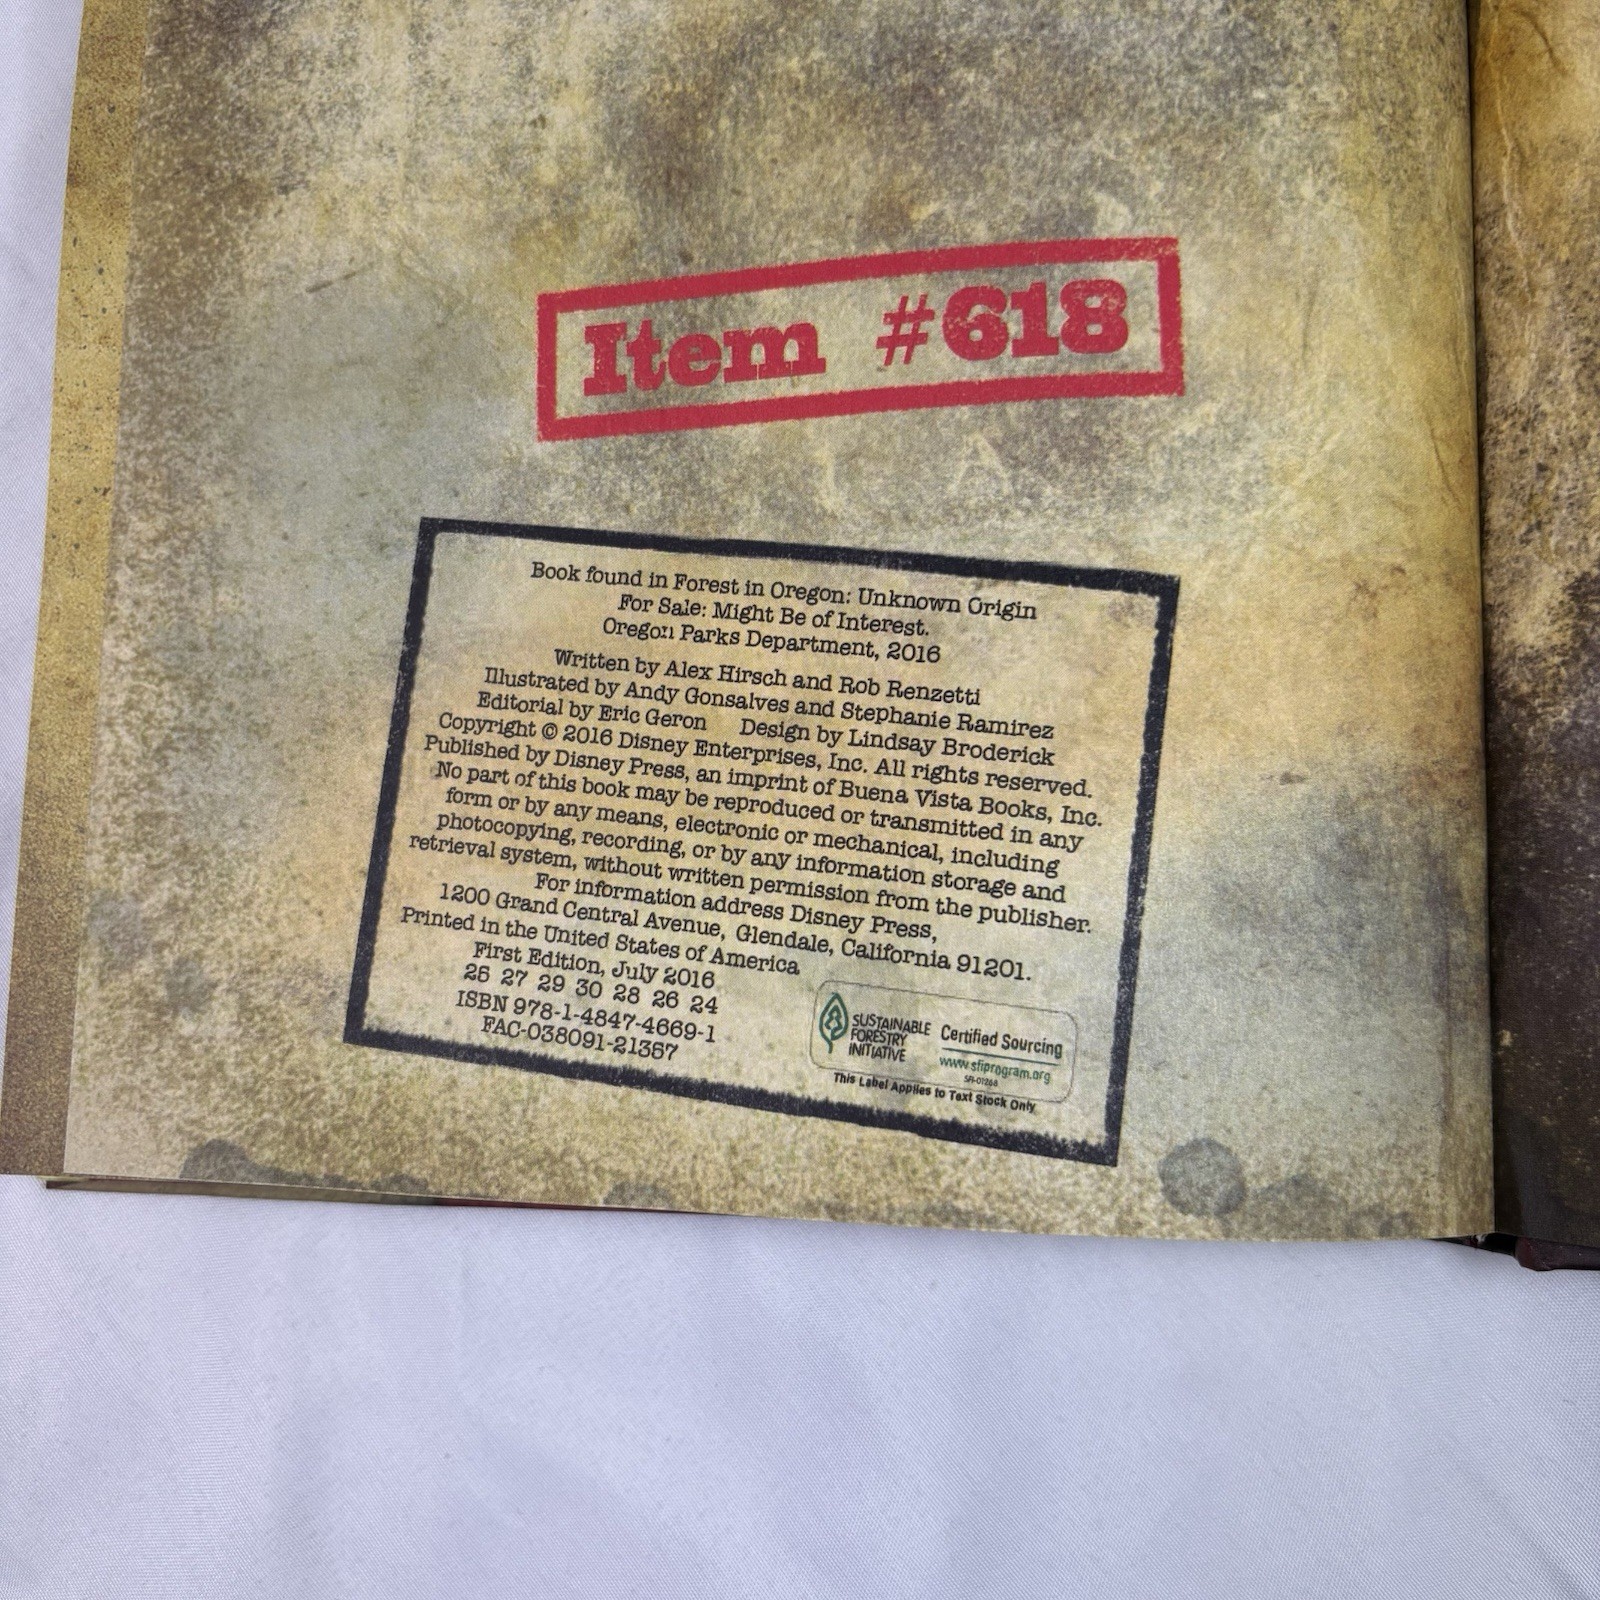 Item #618
Book found in Forest in Oregon: Unknown Origin
For Sale: Might Be of Interest.
Oregon Parks Department, 2016
Written by Alex Hirsch and Rob Renzetti
Illustrated by Andy Gonsalves and Stephanie Ramirez
Editorial by Eric Geron Design by Lindsay Broderick
Copyright © 2016 Disney Enterprises, Inc. All rights reserved.
Published by Disney Press, an imprint of Buena Vista Books, Inc.
No part of this book may be reproduced or transmitted in any
form or by any means, electronic or mechanical, including
photocopying, recording, or by any information storage and
retrieval system, without written permission from the publisher.
For information address Disney Press,
1200 Grand Central Avenue, Glendale, California 91201.
Printed in the United States of America
First Edition, July 2016
25 27 29 30 28 26 24
ISBN 978-1-4847-4669-1
FAC-038091-21357
SUSTAINABLE
FORESTRY
INITIATIVE
Certified Sourcing
www.sfiprogram.org
SFI-01268
This Label Applies to Text Stock Only